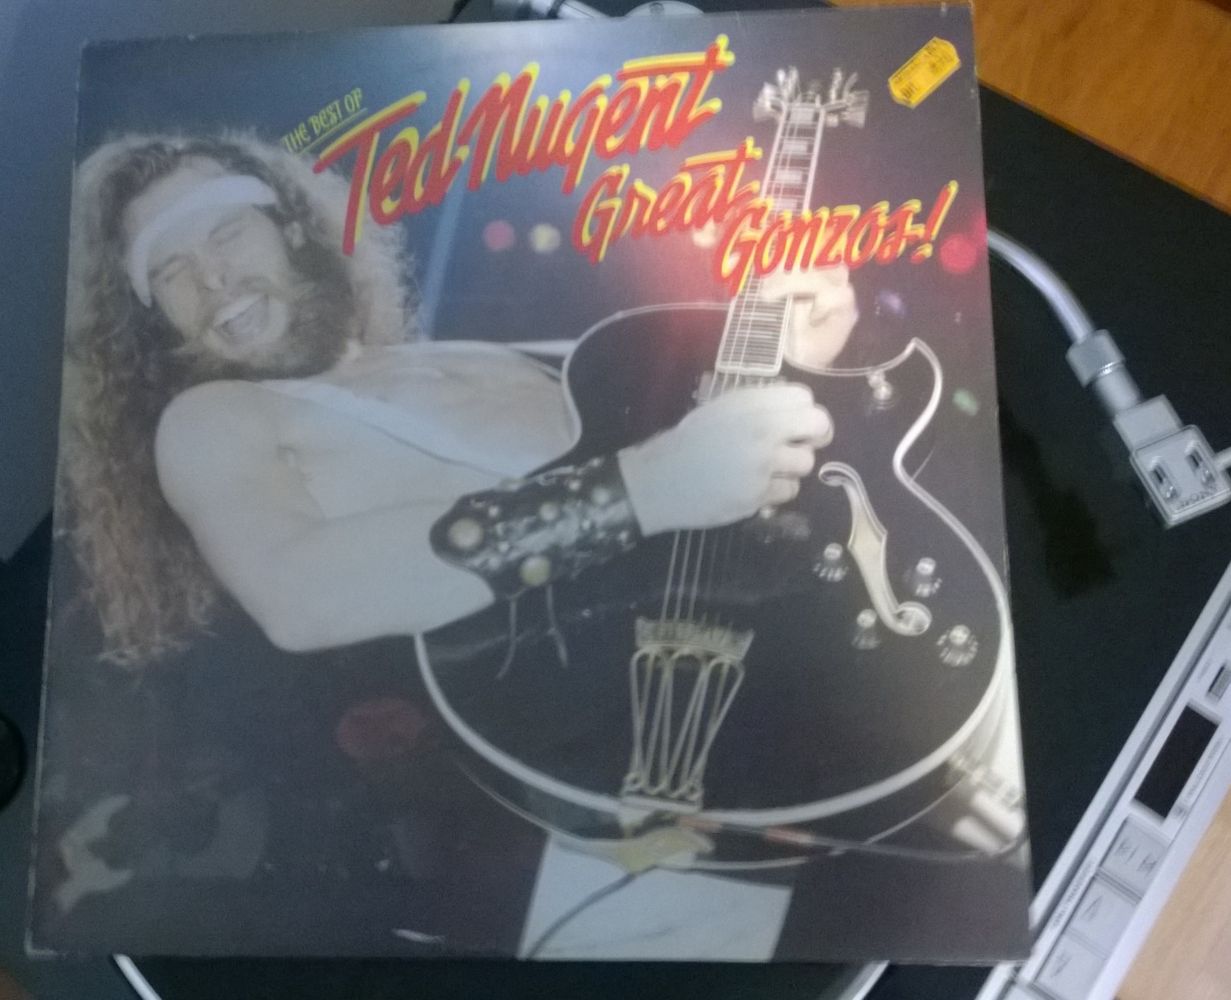 THE BEST OF
Ted Nugent
Great
Gonzos!